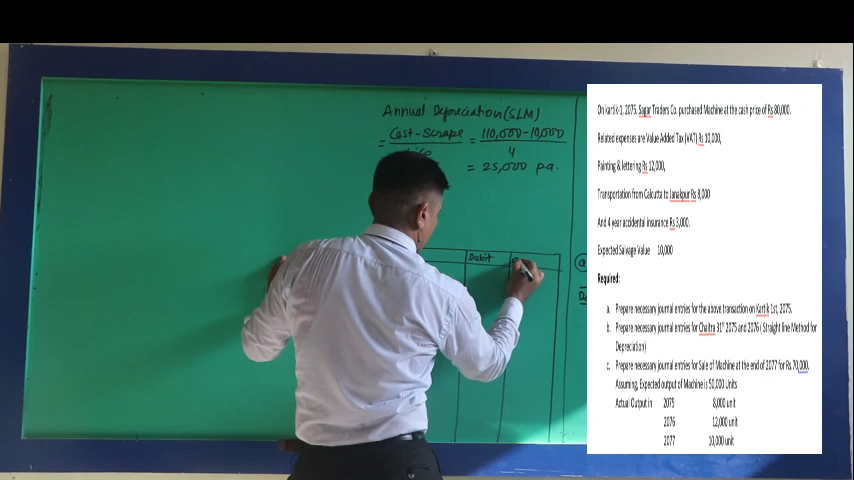 Annual Depreciation (SLM)
= Cost-Scrape = 110,000-10,000
4
= 25,000 pa.
Debit
On kartik-1, 2075, Sagar Traders Co. purchased Machine at the cash price of Rs 80,000.
Related expenses are Value Added Tax (VAT) Rs 10,000,
Painting & lettering Rs 12,000,
Transportation from Calcutta to Janakpur Rs 8,000
And 4 year accidental insurance Rs 3,000.
Expected Salvage Value 10,000
Required:
a. Prepare necessary journal entries for the above transaction on Kartik 1st, 2075.
b. Prepare necessary journal entries for Chaitra 31st 2075 and 2076 ( Straight line Method for
Depreciation)
c. Prepare necessary journal entries for Sale of Machine at the end of 2077 for Rs.70,000.
Assuming, Expected output of Machine is 50,000 Units
Actual Output in 2075 8,000 unit
2076 12,000 unit
2077 10,000 unit